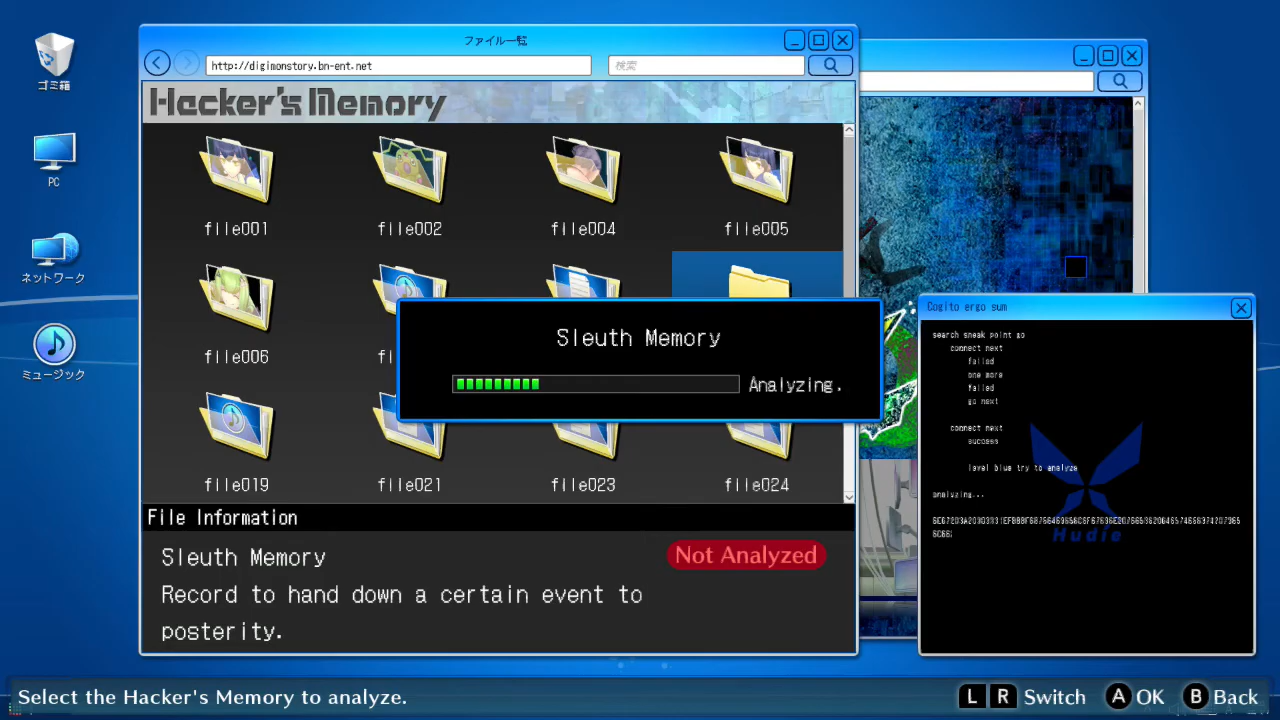 ゴミ箱
PC
ネットワーク
ミュージック
ファイル一覧
http://digimonstory.bn-ent.net
検索
Hacker's Memory
file001
file002
file004
file005
file006
file019
file021
file023
file024
Sleuth Memory
Analyzing.
File Information
Sleuth Memory
Not Analyzed
Record to hand down a certain event to
posterity.
Cogito ergo sum
search sneak point go
connect next
failed
one more
failed
go next
connect next
success
level blue try to analyze
analyzing...
Hudie
Select the Hacker's Memory to analyze.
L R Switch
A OK
B Back